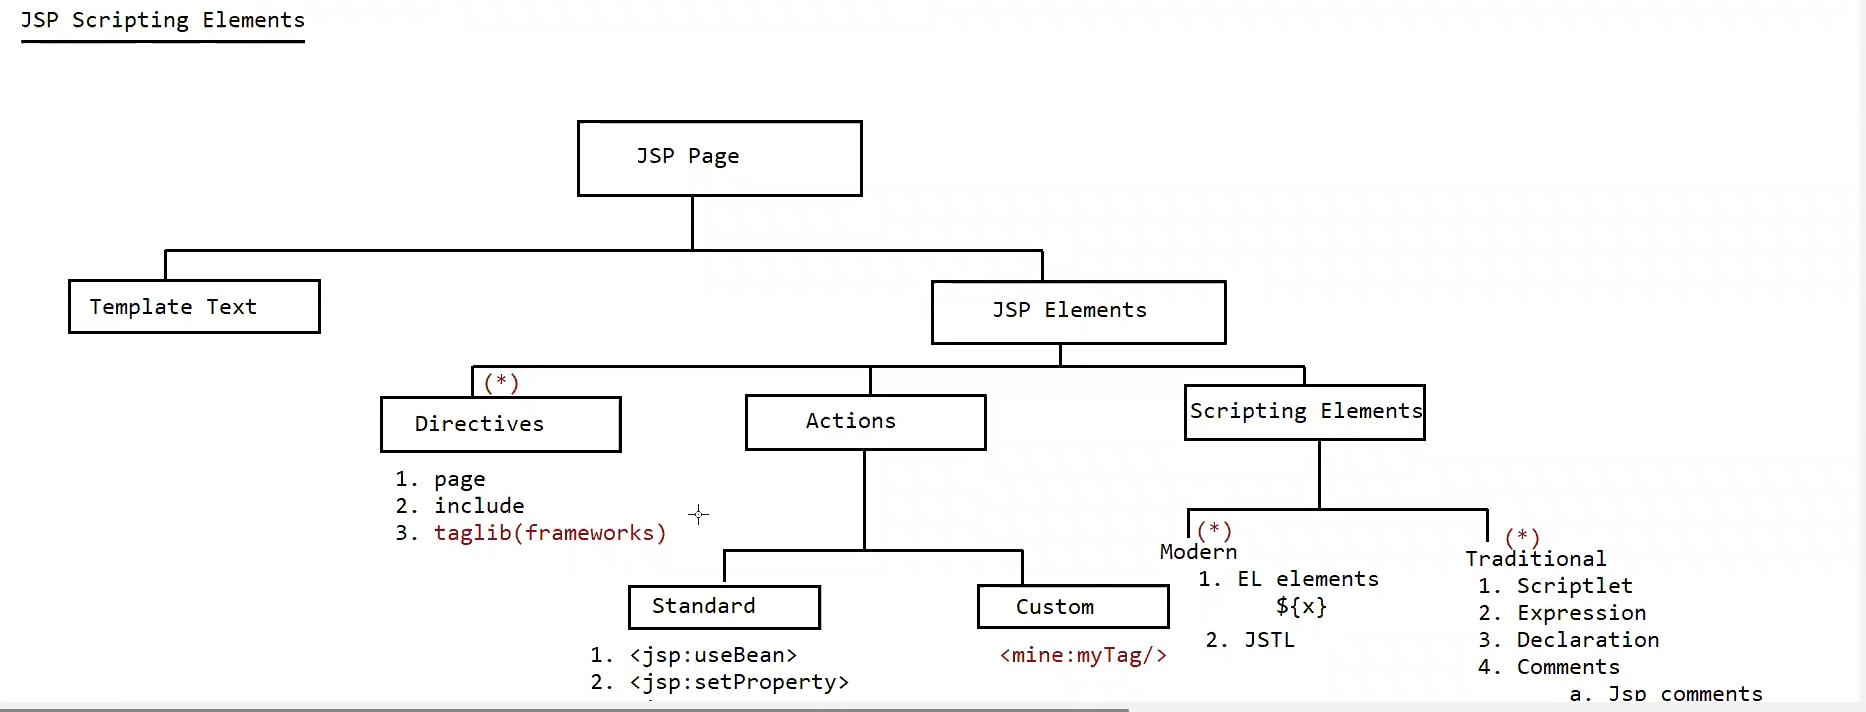 JSP Scripting Elements
JSP Page
Template Text
JSP Elements
(*)
Directives
Actions
Scripting Elements
1. page
2. include
3. taglib(frameworks)
(*)
Modern
1. EL elements
${x}
2. JSTL
(*)
Traditional
1. Scriptlet
2. Expression
3. Declaration
4. Comments
a. Jsp comments
Standard
1. <jsp:useBean>
2. <jsp:setProperty>
Custom
<mine:myTag/>